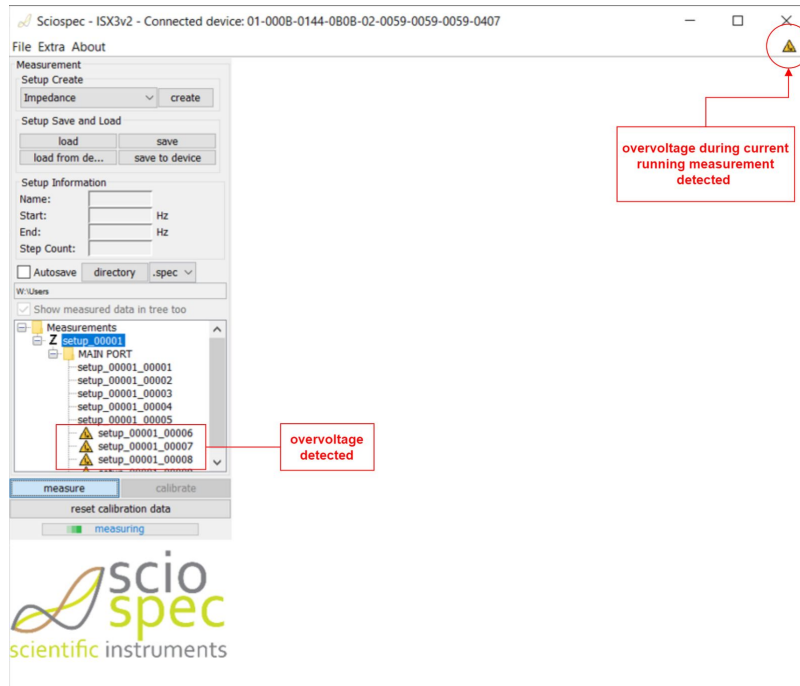 Sciospec - ISX3v2 - Connected device: 01-000B-0144-0B0B-02-0059-0059-0059-0407
File Extra About
Measurement
Setup Create
Impedance create
Setup Save and Load
load save
load from de... save to device
Setup Information
Name:
Start: Hz
End: Hz
Step Count:
Autosave directory .spec
W:\Users
Show measured data in tree too
Measurements
Z setup_00001
MAIN PORT
setup_00001_00001
setup_00001_00002
setup_00001_00003
setup_00001_00004
setup_00001_00005
setup_00001_00006
setup_00001_00007
setup_00001_00008
measure calibrate
reset calibration data
measuring
overvoltage during current
running measurement
detected
overvoltage
detected
scio
spec
scientific instruments